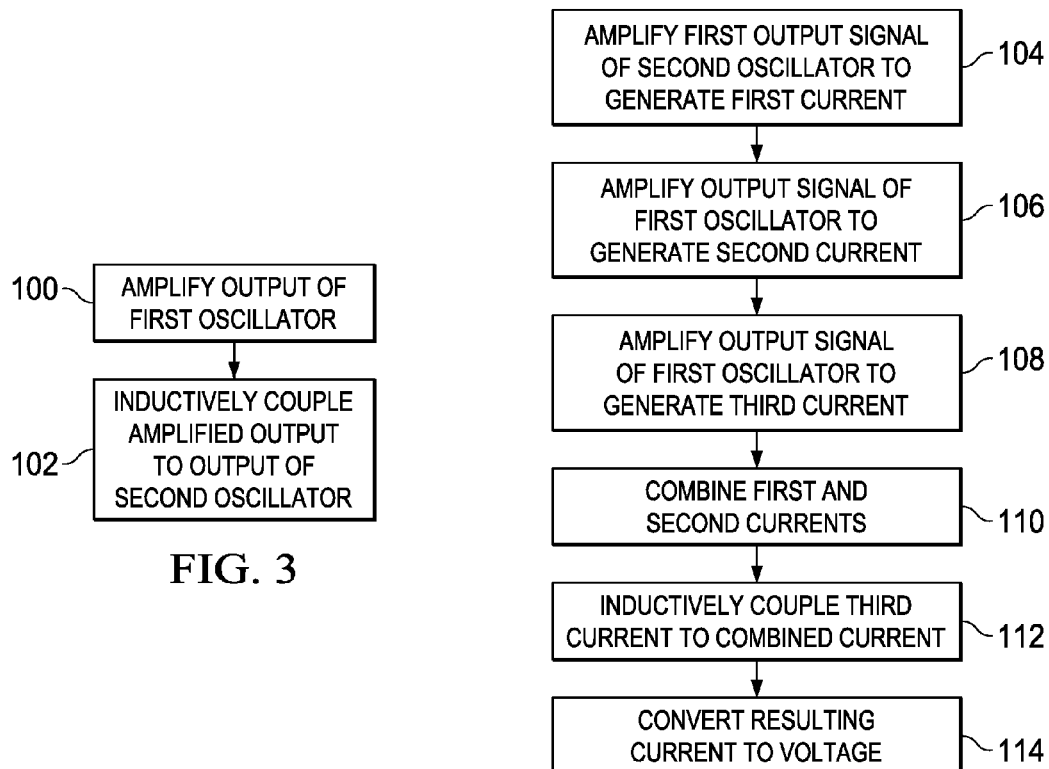 100
AMPLIFY OUTPUT OF
FIRST OSCILLATOR
102
INDUCTIVELY COUPLE
AMPLIFIED OUTPUT
TO OUTPUT OF
SECOND OSCILLATOR
FIG. 3
AMPLIFY FIRST OUTPUT SIGNAL
OF SECOND OSCILLATOR TO
GENERATE FIRST CURRENT
104
AMPLIFY OUTPUT SIGNAL OF
FIRST OSCILLATOR TO
GENERATE SECOND CURRENT
106
AMPLIFY OUTPUT SIGNAL
OF FIRST OSCILLATOR TO
GENERATE THIRD CURRENT
108
COMBINE FIRST AND
SECOND CURRENTS
110
INDUCTIVELY COUPLE THIRD
CURRENT TO COMBINED CURRENT
112
CONVERT RESULTING
CURRENT TO VOLTAGE
114